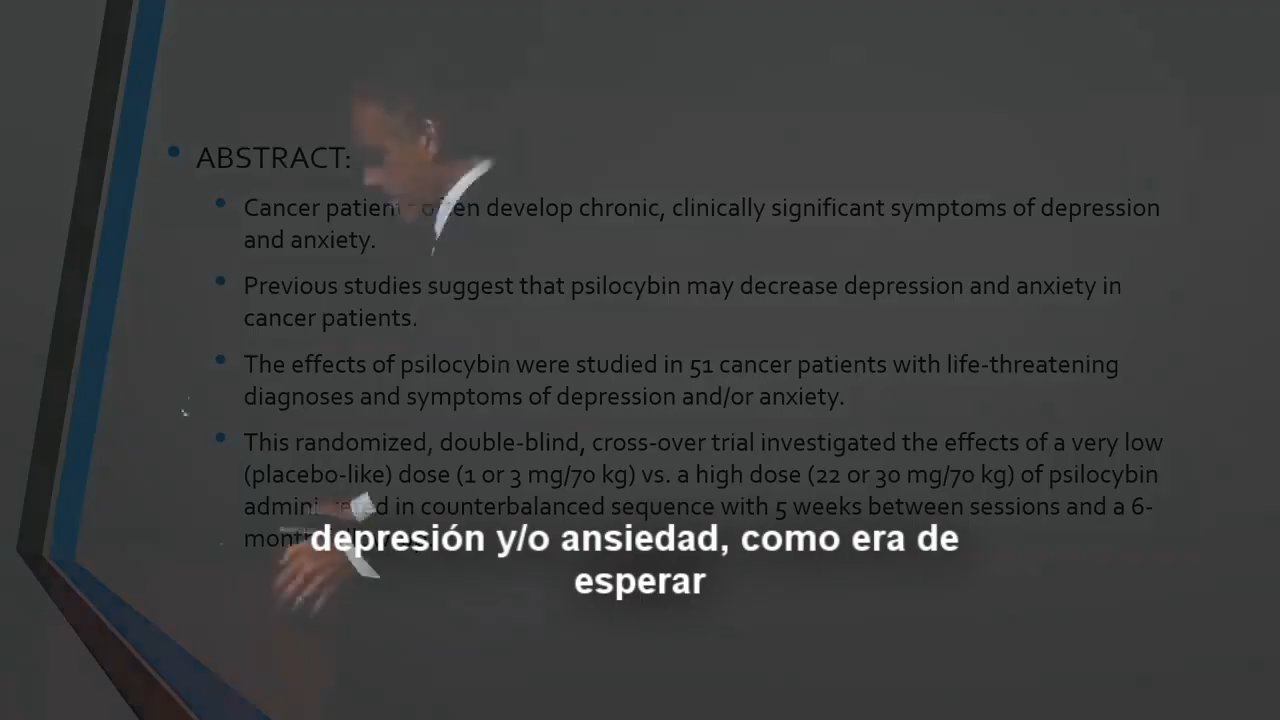 ABSTRACT:
Cancer patien often develop chronic, clinically significant symptoms of depression
and anxiety.
Previous studies suggest that psilocybin may decrease depression and anxiety in
cancer patients.
The effects of psilocybin were studied in 51 cancer patients with life-threatening
diagnoses and symptoms of depression and/or anxiety.
This randomized, double-blind, cross-over trial investigated the effects of a very low
(placebo-like) dose (1 or 3 mg/70 kg) vs. a high dose (22 or 30 mg/70 kg) of psilocybin
administered in counterbalanced sequence with 5 weeks between sessions and a 6-
month
depresión y/o ansiedad, como era de
esperar